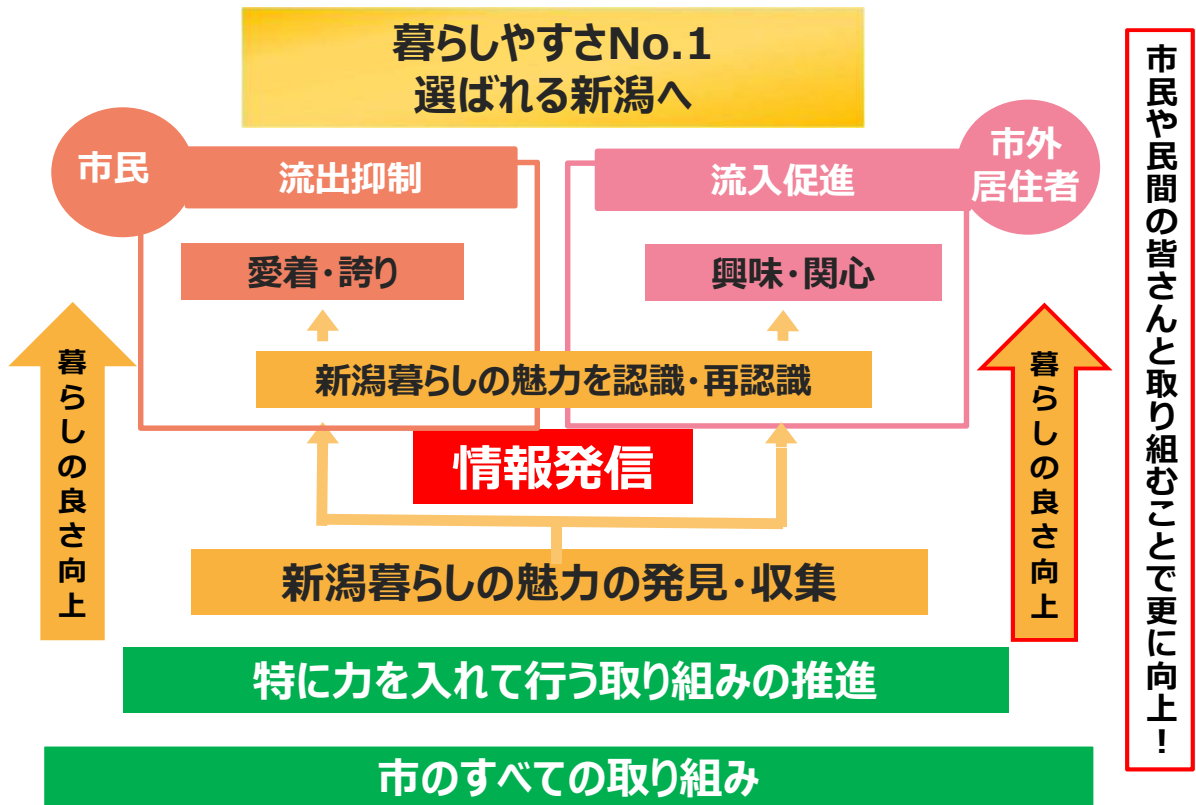 暮らしやすさNo.1
選ばれる新潟へ
市民
流出抑制
流入促進
市外
居住者
愛着・誇り
興味・関心
新潟暮らしの魅力を認識・再認識
情報発信
新潟暮らしの魅力の発見・収集
暮らしの良さ向上
暮らしの良さ向上
特に力を入れて行う取り組みの推進
市のすべての取り組み
市民や民間の皆さんと取り組むことで更に向上！